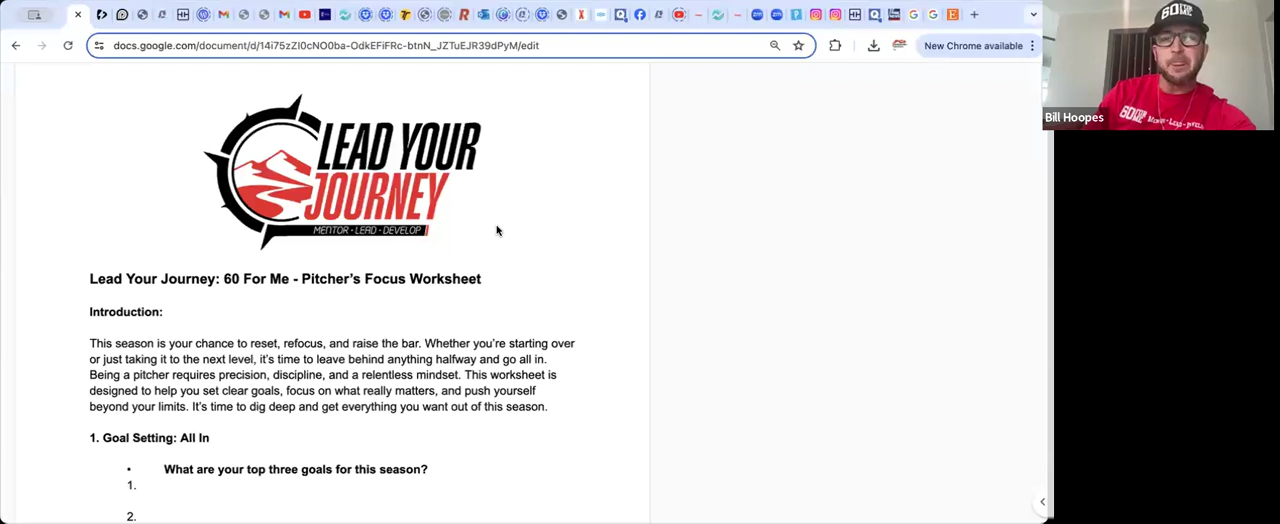 docs.google.com/document/d/14i75zZI0cNO0ba-OdkEFiFRc-btnN_JZTuEJR39dPyM/edit
New Chrome available
60
Bill Hoopes
LEAD YOUR
JOURNEY
MENTOR · LEAD · DEVELOP
Lead Your Journey: 60 For Me - Pitcher’s Focus Worksheet
Introduction:
This season is your chance to reset, refocus, and raise the bar. Whether you’re starting over
or just taking it to the next level, it’s time to leave behind anything halfway and go all in.
Being a pitcher requires precision, discipline, and a relentless mindset. This worksheet is
designed to help you set clear goals, focus on what really matters, and push yourself
beyond your limits. It’s time to dig deep and get everything you want out of this season.
1. Goal Setting: All In
• What are your top three goals for this season?
1.
2.